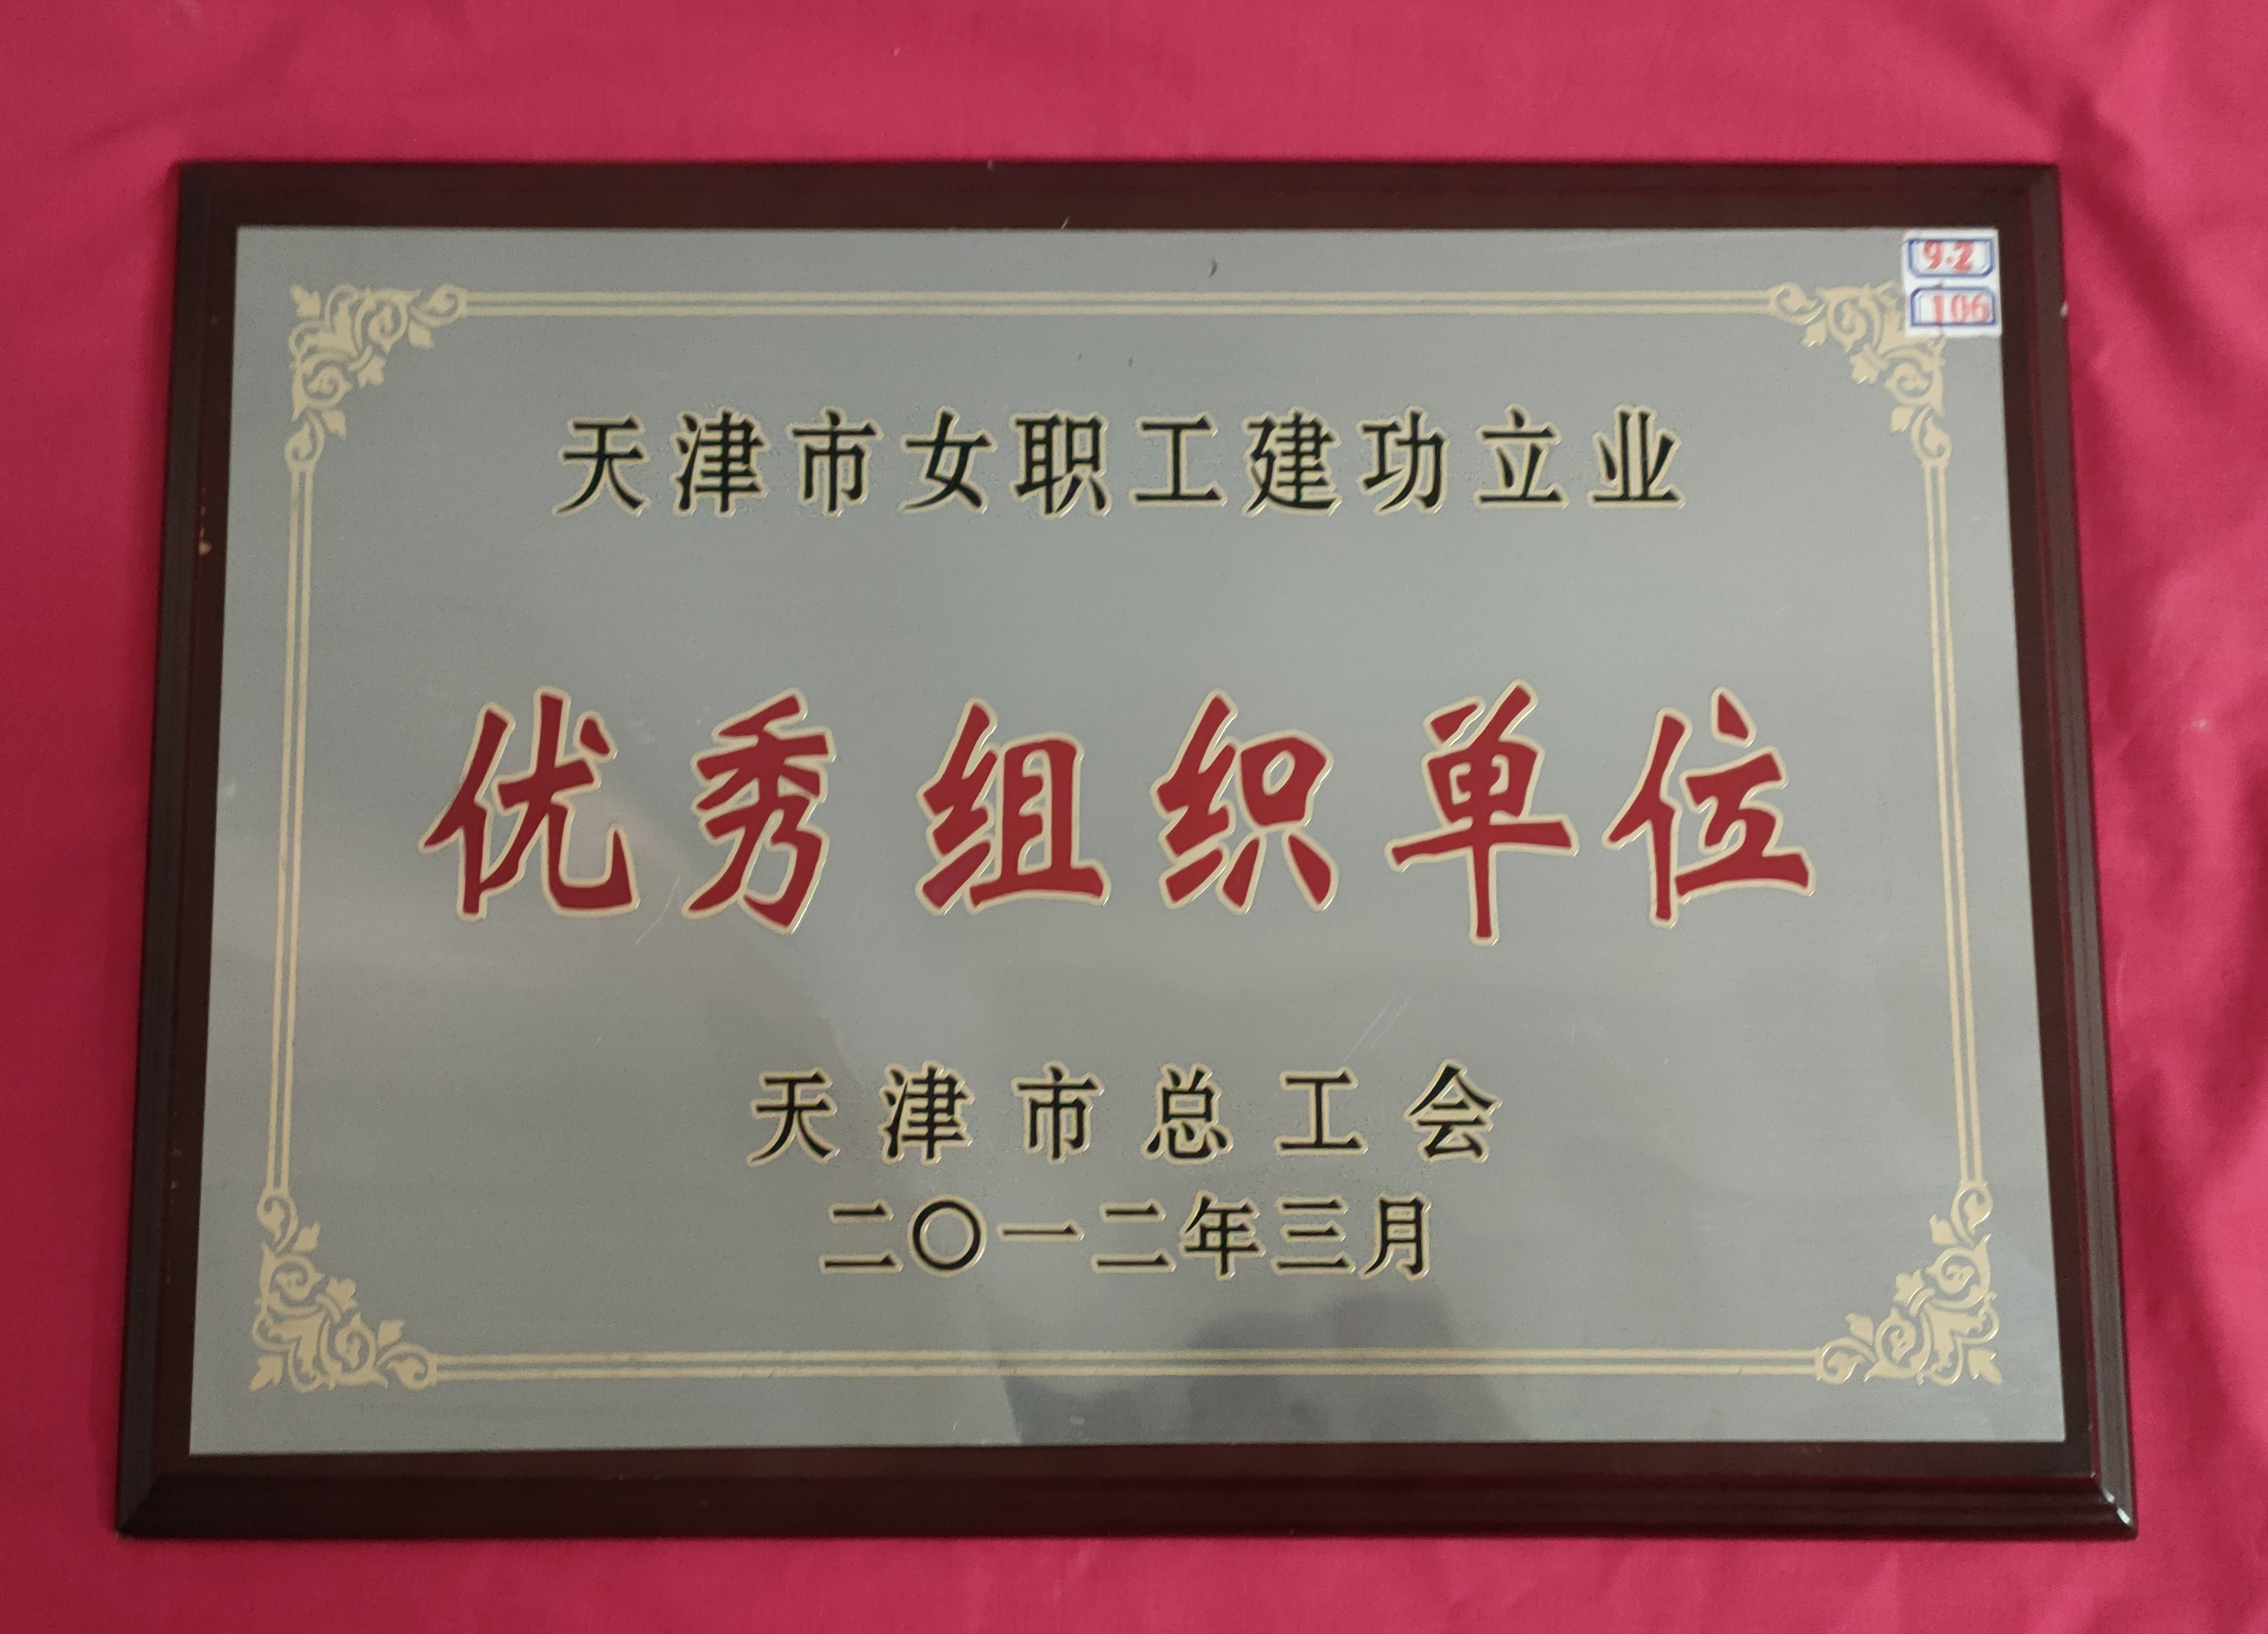 9.2
106
天津市女职工建功立业
优秀组织单位
天津市总工会
二〇一二年三月